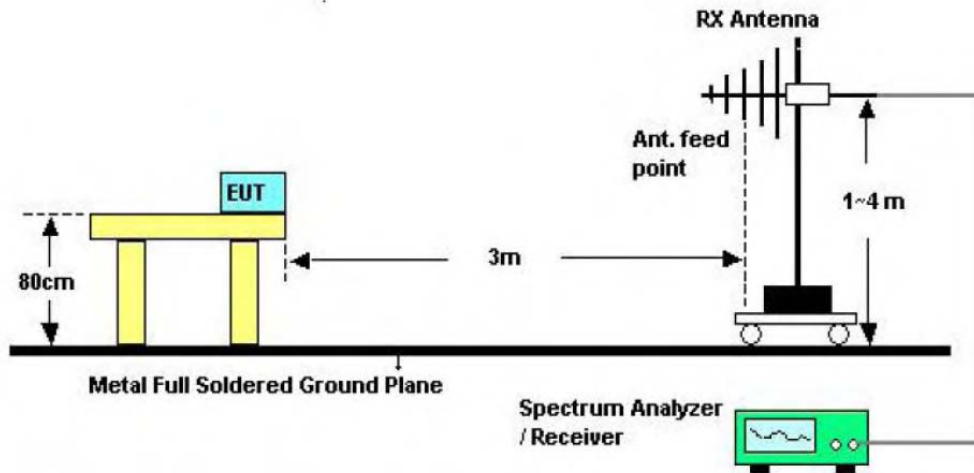 RX Antenna
Ant. feed
point
EUT
1~4 m
3m
80cm
Metal Full Soldered Ground Plane
Spectrum Analyzer
/ Receiver